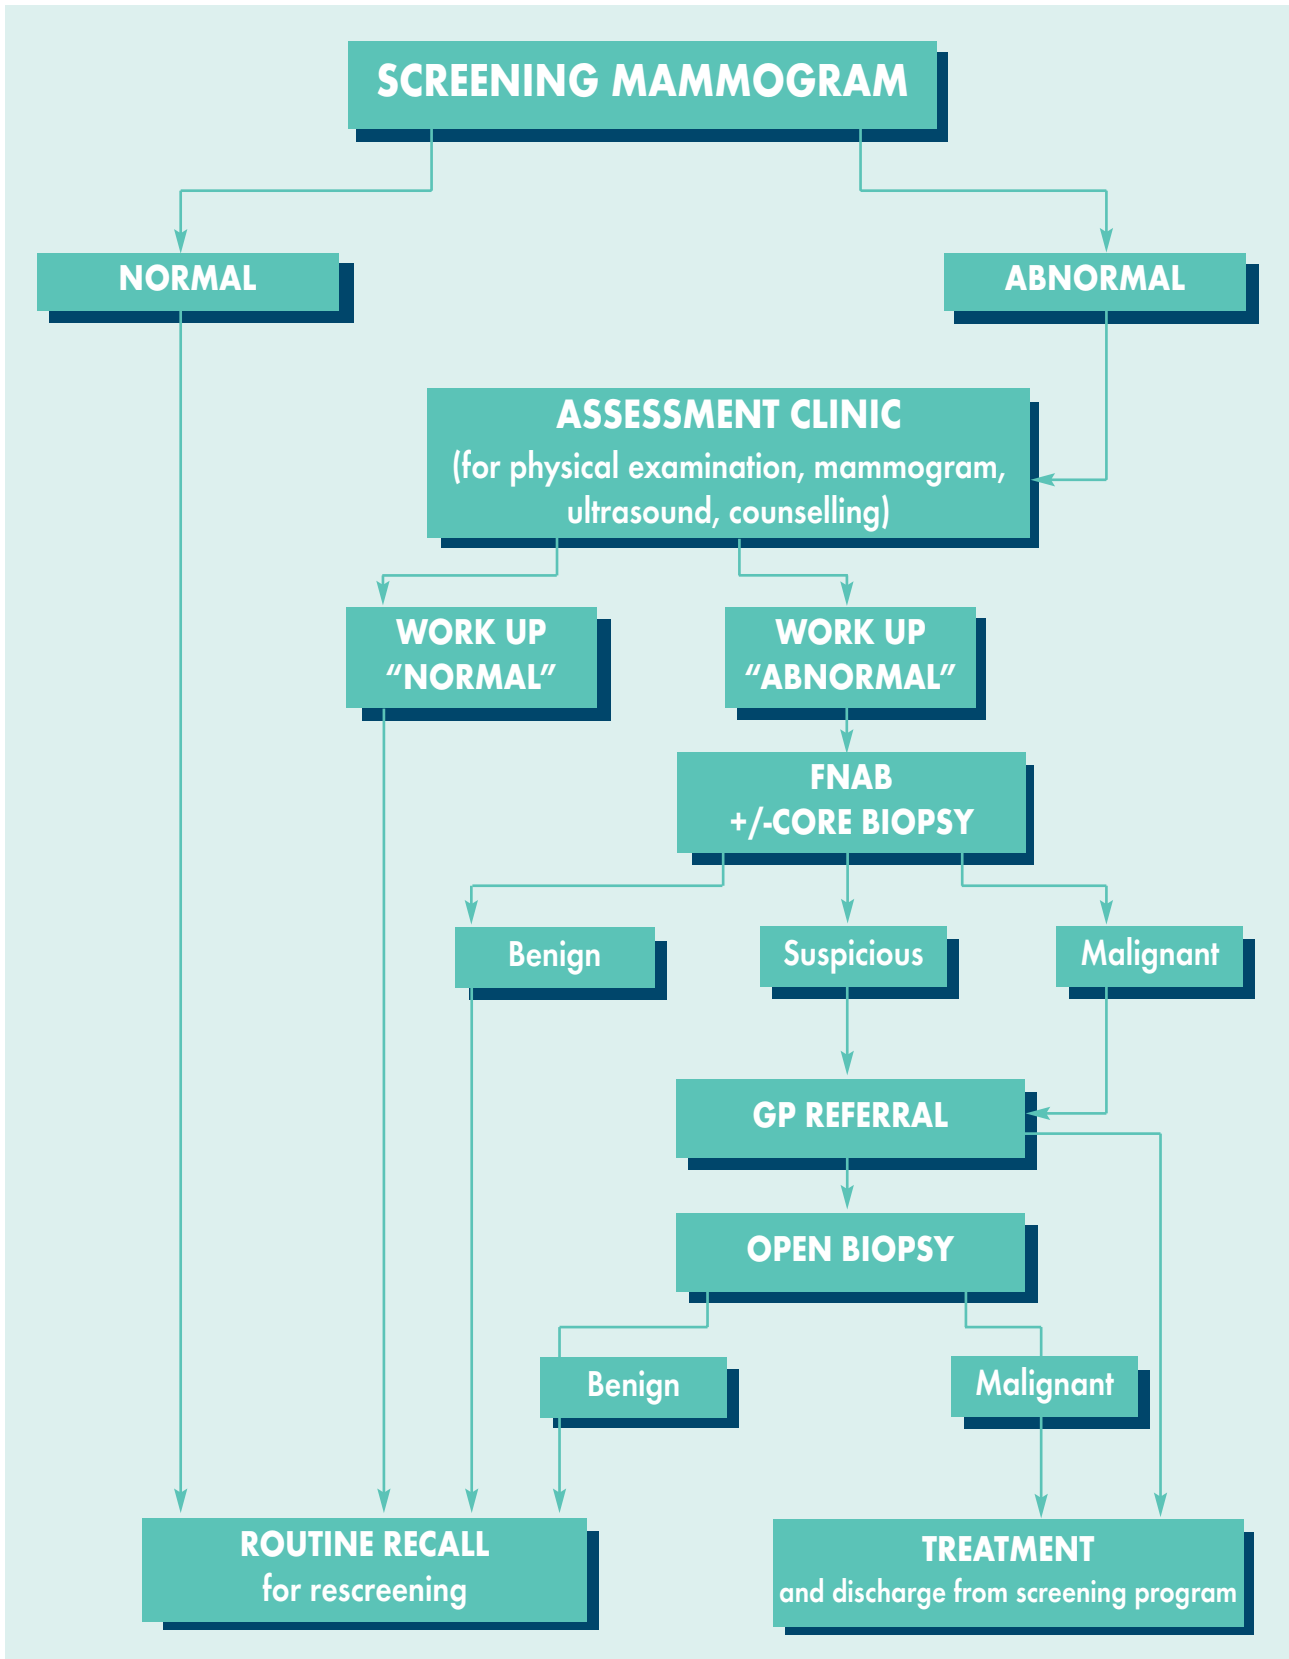 SCREENING MAMMOGRAM
NORMAL
ABNORMAL
ASSESSMENT CLINIC
(for physical examination, mammogram,
ultrasound, counselling)
WORK UP
“NORMAL”
WORK UP
“ABNORMAL”
FNAB
+/-CORE BIOPSY
Benign
Suspicious
Malignant
GP REFERRAL
OPEN BIOPSY
Benign
Malignant
ROUTINE RECALL
for rescreening
TREATMENT
and discharge from screening program